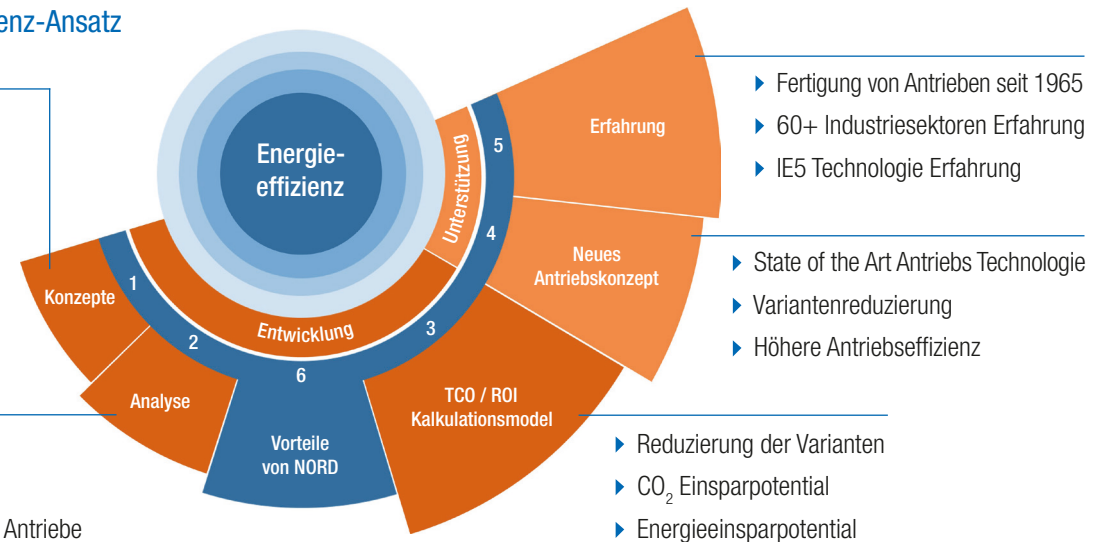 enz-Ansatz
Energie-
effizienz
Unterstützung
Entwicklung
1
Konzepte
2
Analyse
6
Vorteile
von NORD
3
TCO / ROI
Kalkulationsmodel
4
Neues
Antriebskonzept
5
Erfahrung
Fertigung von Antrieben seit 1965
60+ Industriesektoren Erfahrung
IE5 Technologie Erfahrung
State of the Art Antriebs Technologie
Variantenreduzierung
Höhere Antriebseffizienz
Reduzierung der Varianten
CO₂ Einsparpotential
Energieeinsparpotential
Antriebe